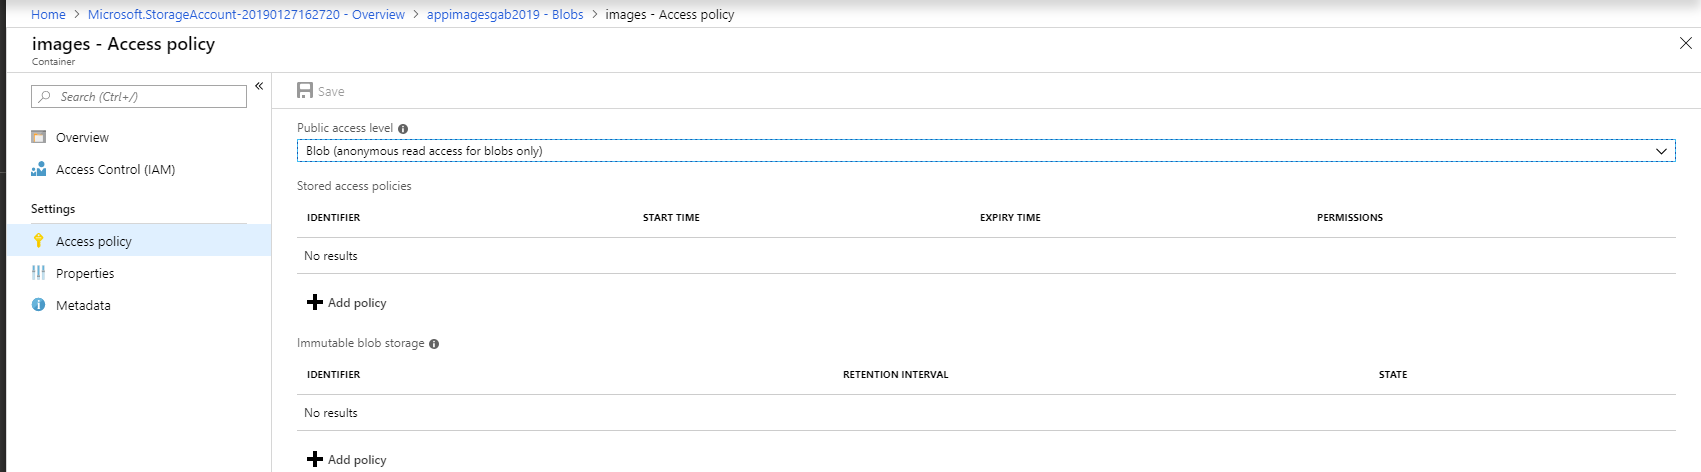 Home > Microsoft.StorageAccount-20190127162720 - Overview > appimagesgab2019 - Blobs > images - Access policy
images - Access policy
Container
Search (Ctrl+/)
Overview
Access Control (IAM)
Settings
Access policy
Properties
Metadata
Save
Public access level
Blob (anonymous read access for blobs only)
Stored access policies
IDENTIFIER START TIME EXPIRY TIME PERMISSIONS
No results
Add policy
Immutable blob storage
IDENTIFIER RETENTION INTERVAL STATE
No results
Add policy